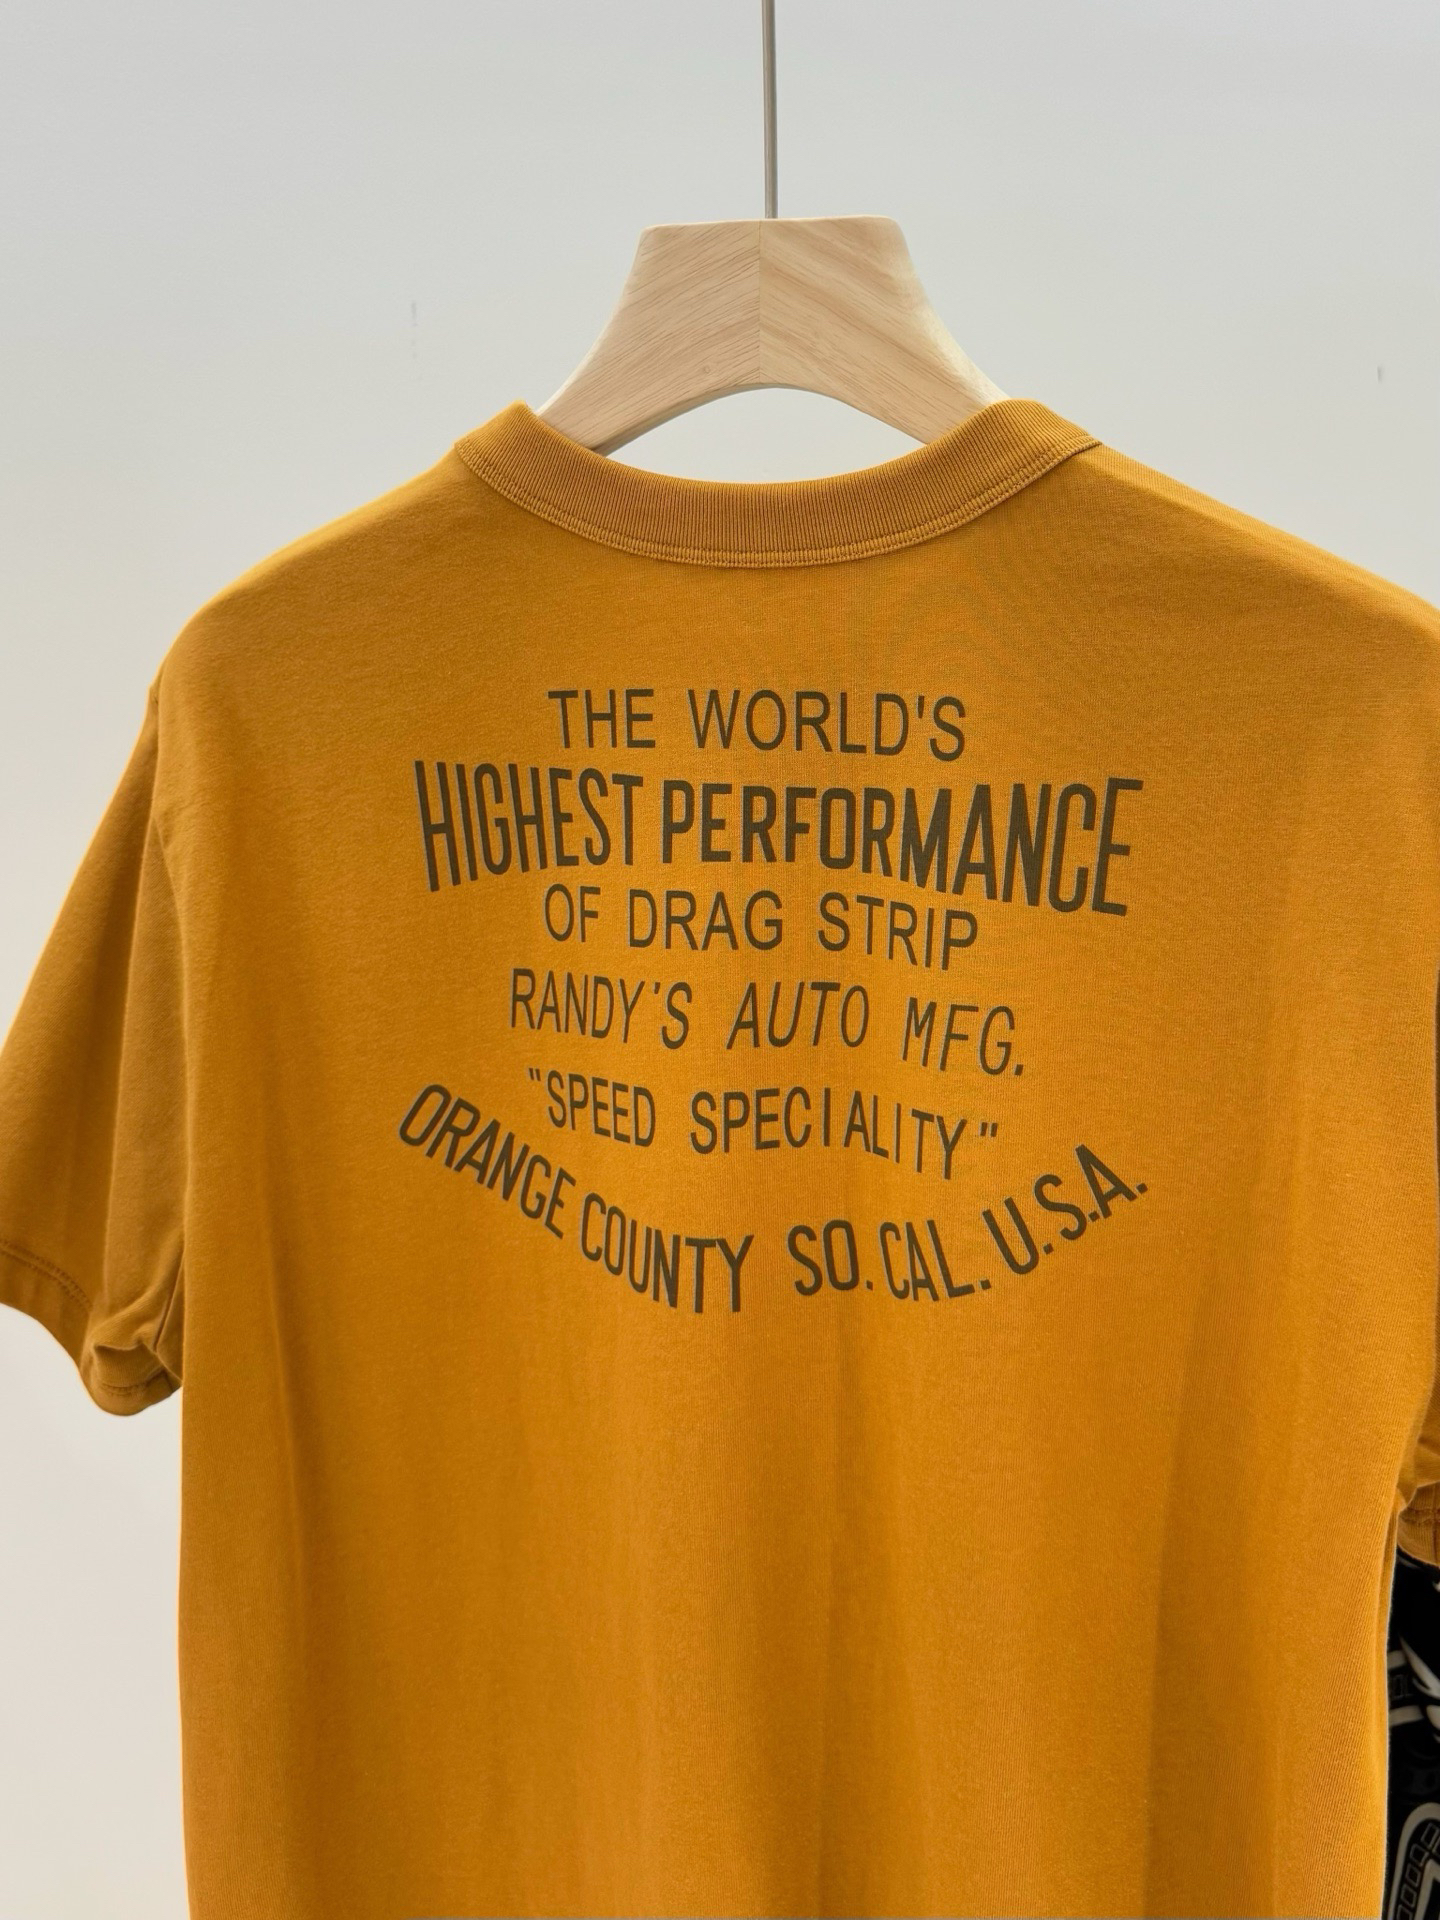 THE WORLD'S
HIGHEST PERFORMANCE
OF DRAG STRIP
RANDY'S AUTO MFG.
"SPEED SPECIALITY"
ORANGE COUNTY SO. CAL. U.S.A.